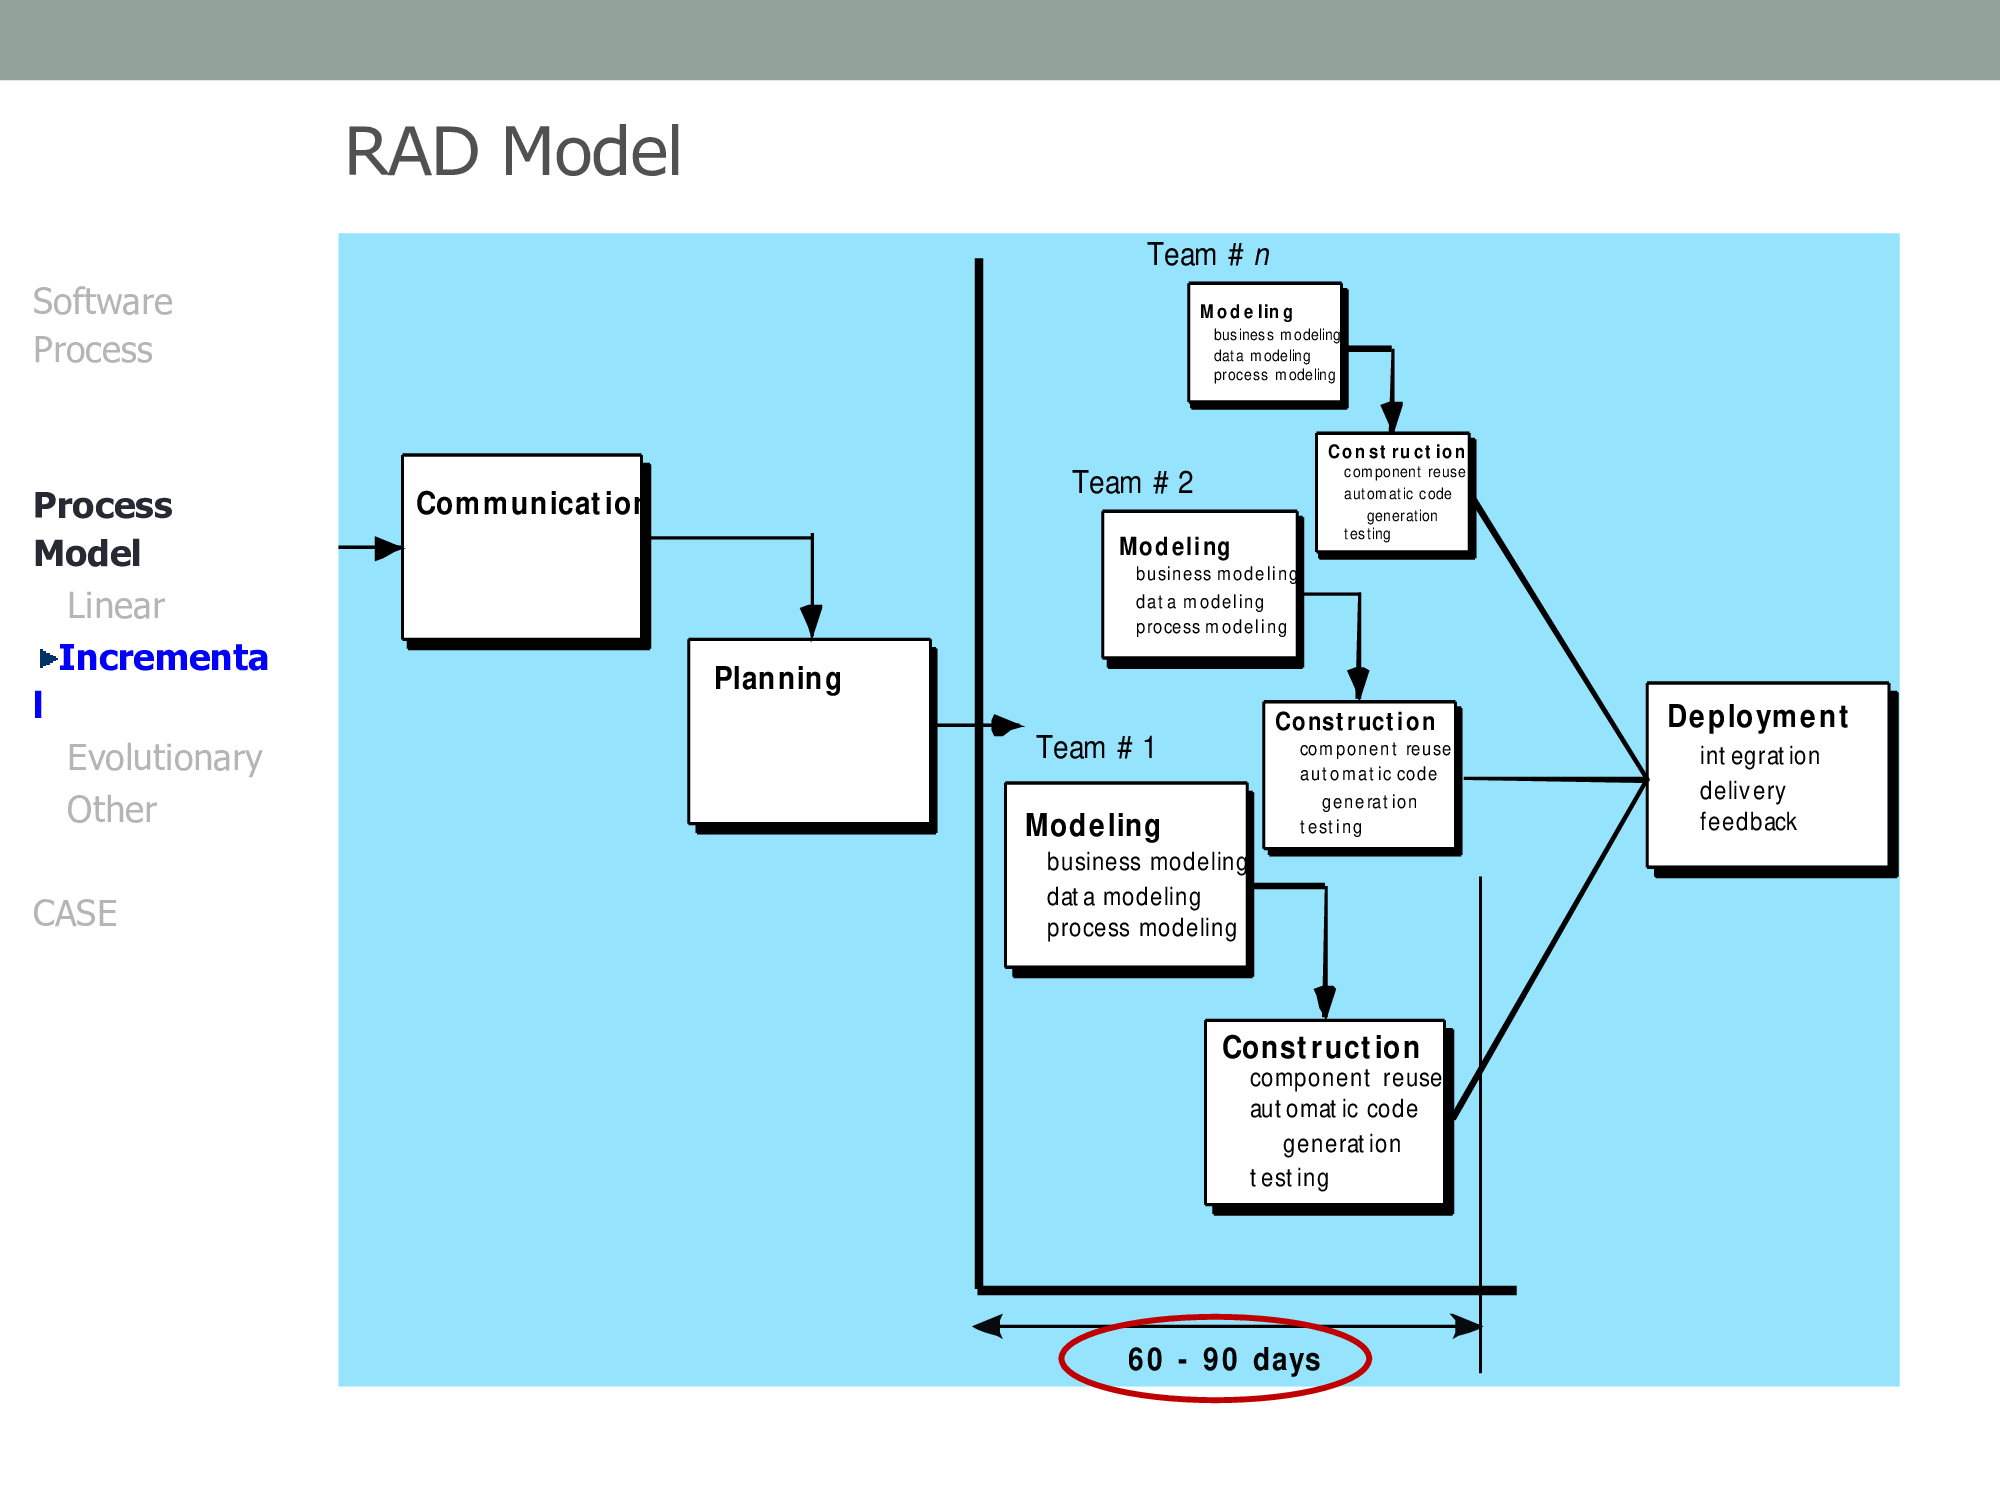 RAD Model
Software
Process
Process
Model
Linear
►Incrementa
l
Evolutionary
Other
CASE
Communication
Planning
Team # n
Modeling
business modeling
data modeling
process modeling
Construction
component reuse
automatic code
generation
testing
Team # 2
Modeling
business modeling
data modeling
process modeling
Construction
component reuse
automatic code
generation
testing
Team # 1
Modeling
business modeling
data modeling
process modeling
Construction
component reuse
automatic code
generation
testing
Deployment
integration
delivery
feedback
60 - 90 days